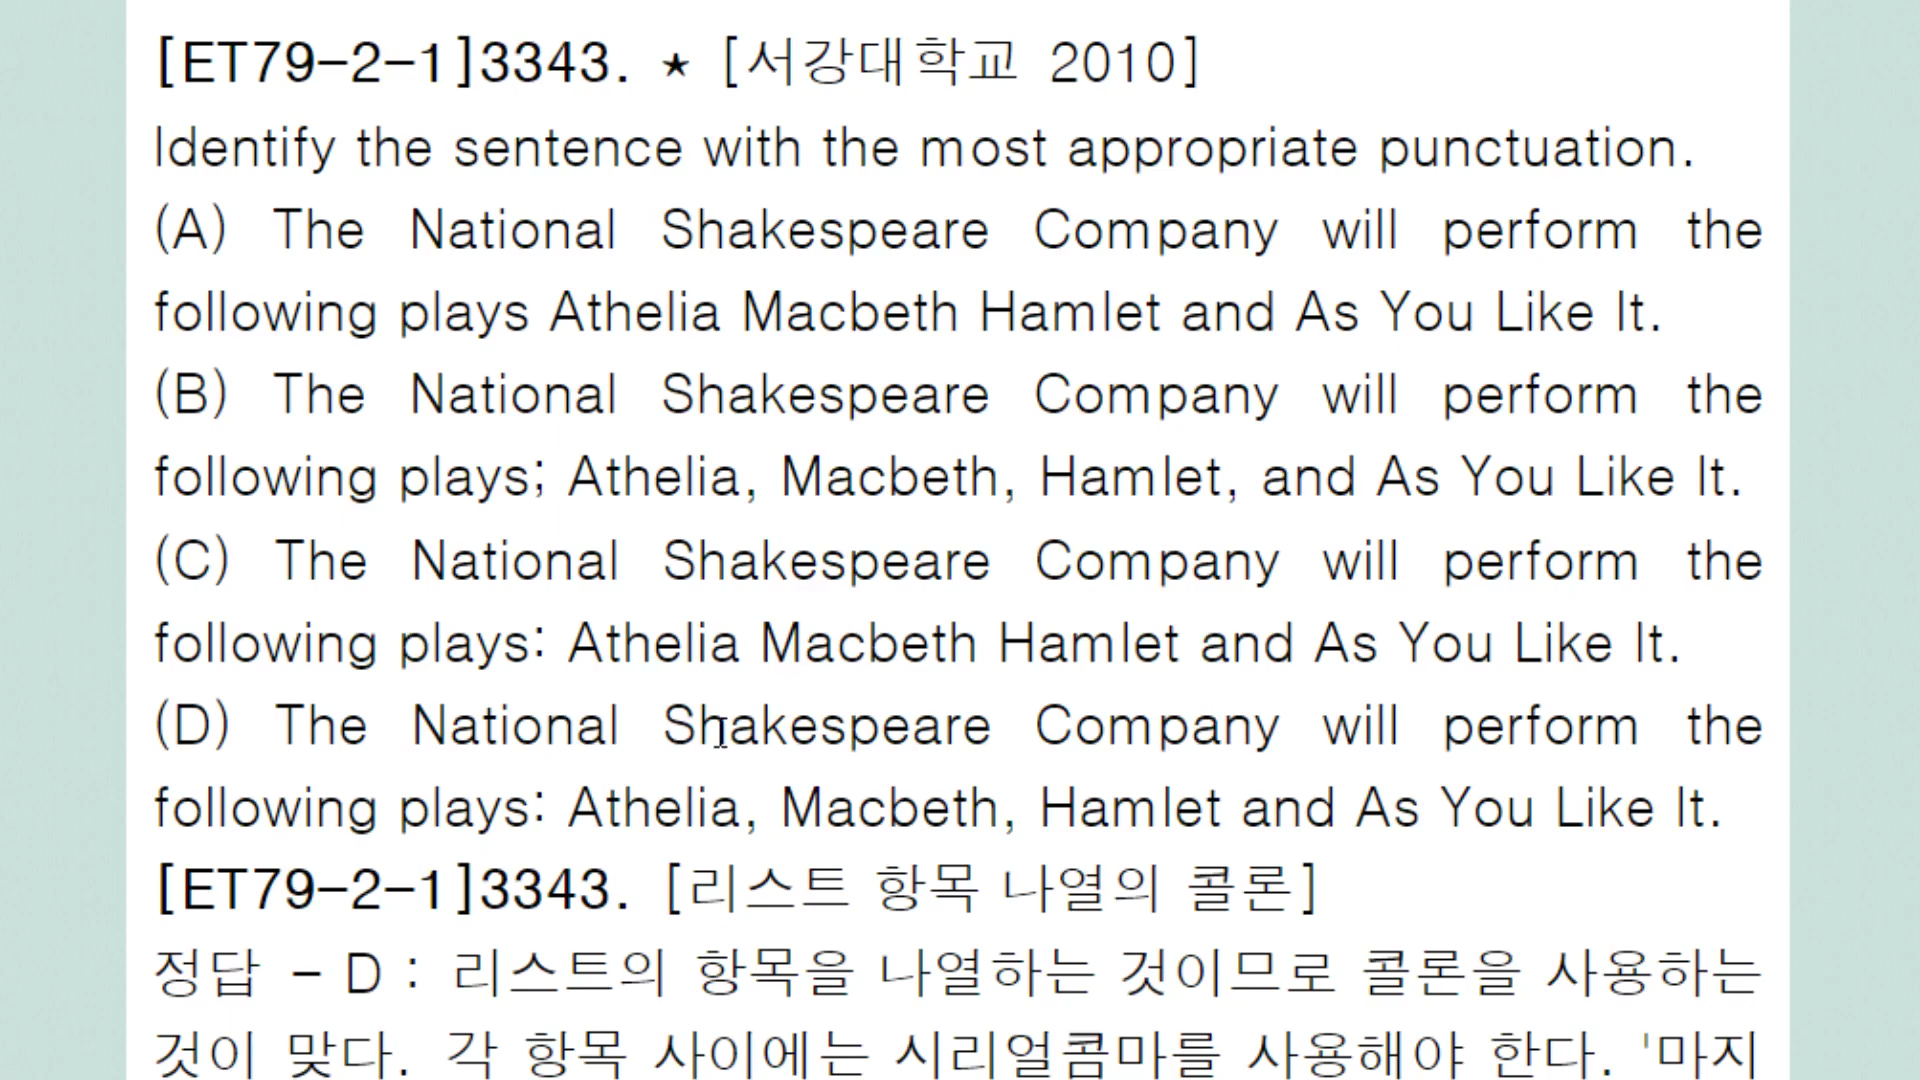 [ET79-2-1]3343. ★ [서강대학교 2010]
Identify the sentence with the most appropriate punctuation.
(A) The National Shakespeare Company will perform the
following plays Athelia Macbeth Hamlet and As You Like It.
(B) The National Shakespeare Company will perform the
following plays; Athelia, Macbeth, Hamlet, and As You Like It.
(C) The National Shakespeare Company will perform the
following plays: Athelia Macbeth Hamlet and As You Like It.
(D) The National Shakespeare Company will perform the
following plays: Athelia, Macbeth, Hamlet and As You Like It.
[ET79-2-1]3343. [리스트 항목 나열의 콜론]
정답 - D : 리스트의 항목을 나열하는 것이므로 콜론을 사용하는
것이 맞다. 각 항목 사이에는 시리얼콤마를 사용해야 한다. '마지